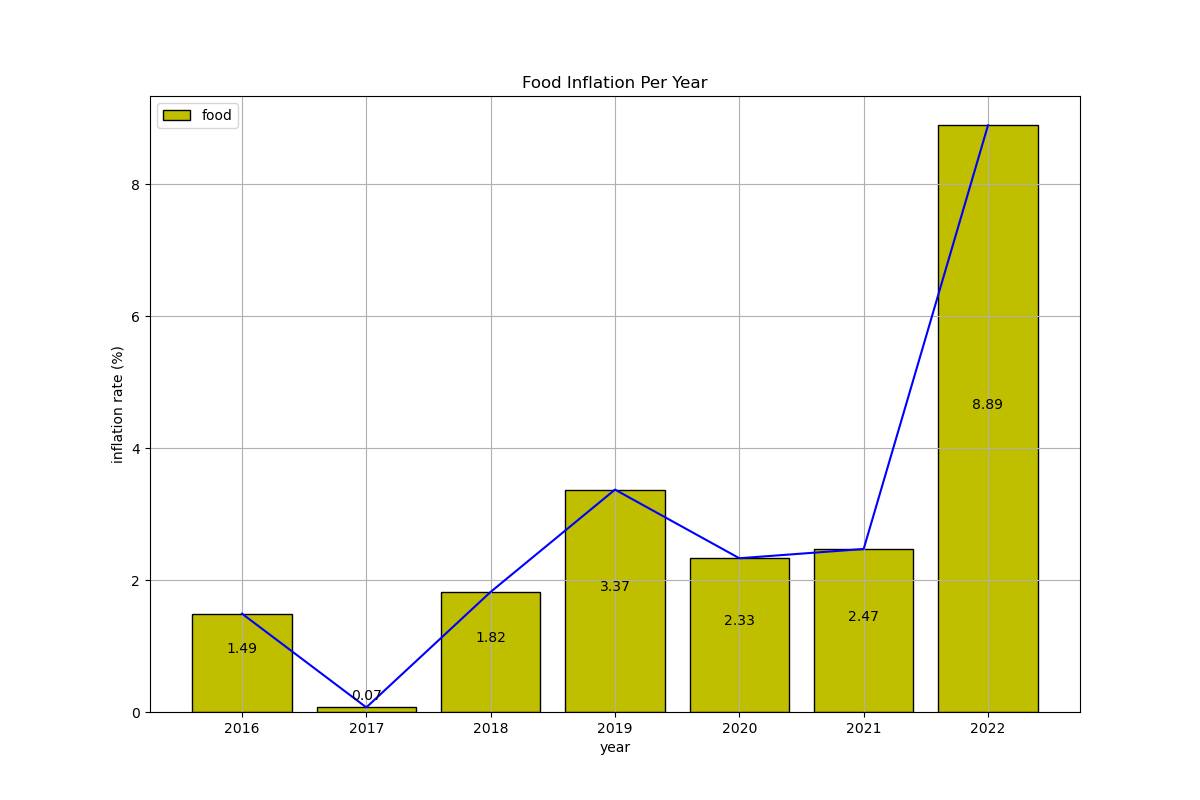 Food Inflation Per Year
food
inflation rate (%)
8
6
4
2
0
1.49
0.07
1.82
3.37
2.33
2.47
8.89
2016 2017 2018 2019 2020 2021 2022
year